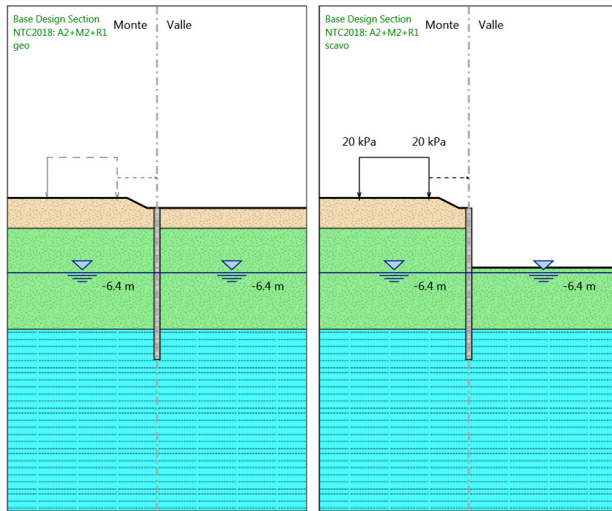 Base Design Section
NTC2018: A2+M2+R1
geo
Monte
Valle
-6.4 m
-6.4 m
Base Design Section
NTC2018: A2+M2+R1
scavo
Monte
Valle
20 kPa
20 kPa
-6.4 m
-6.4 m